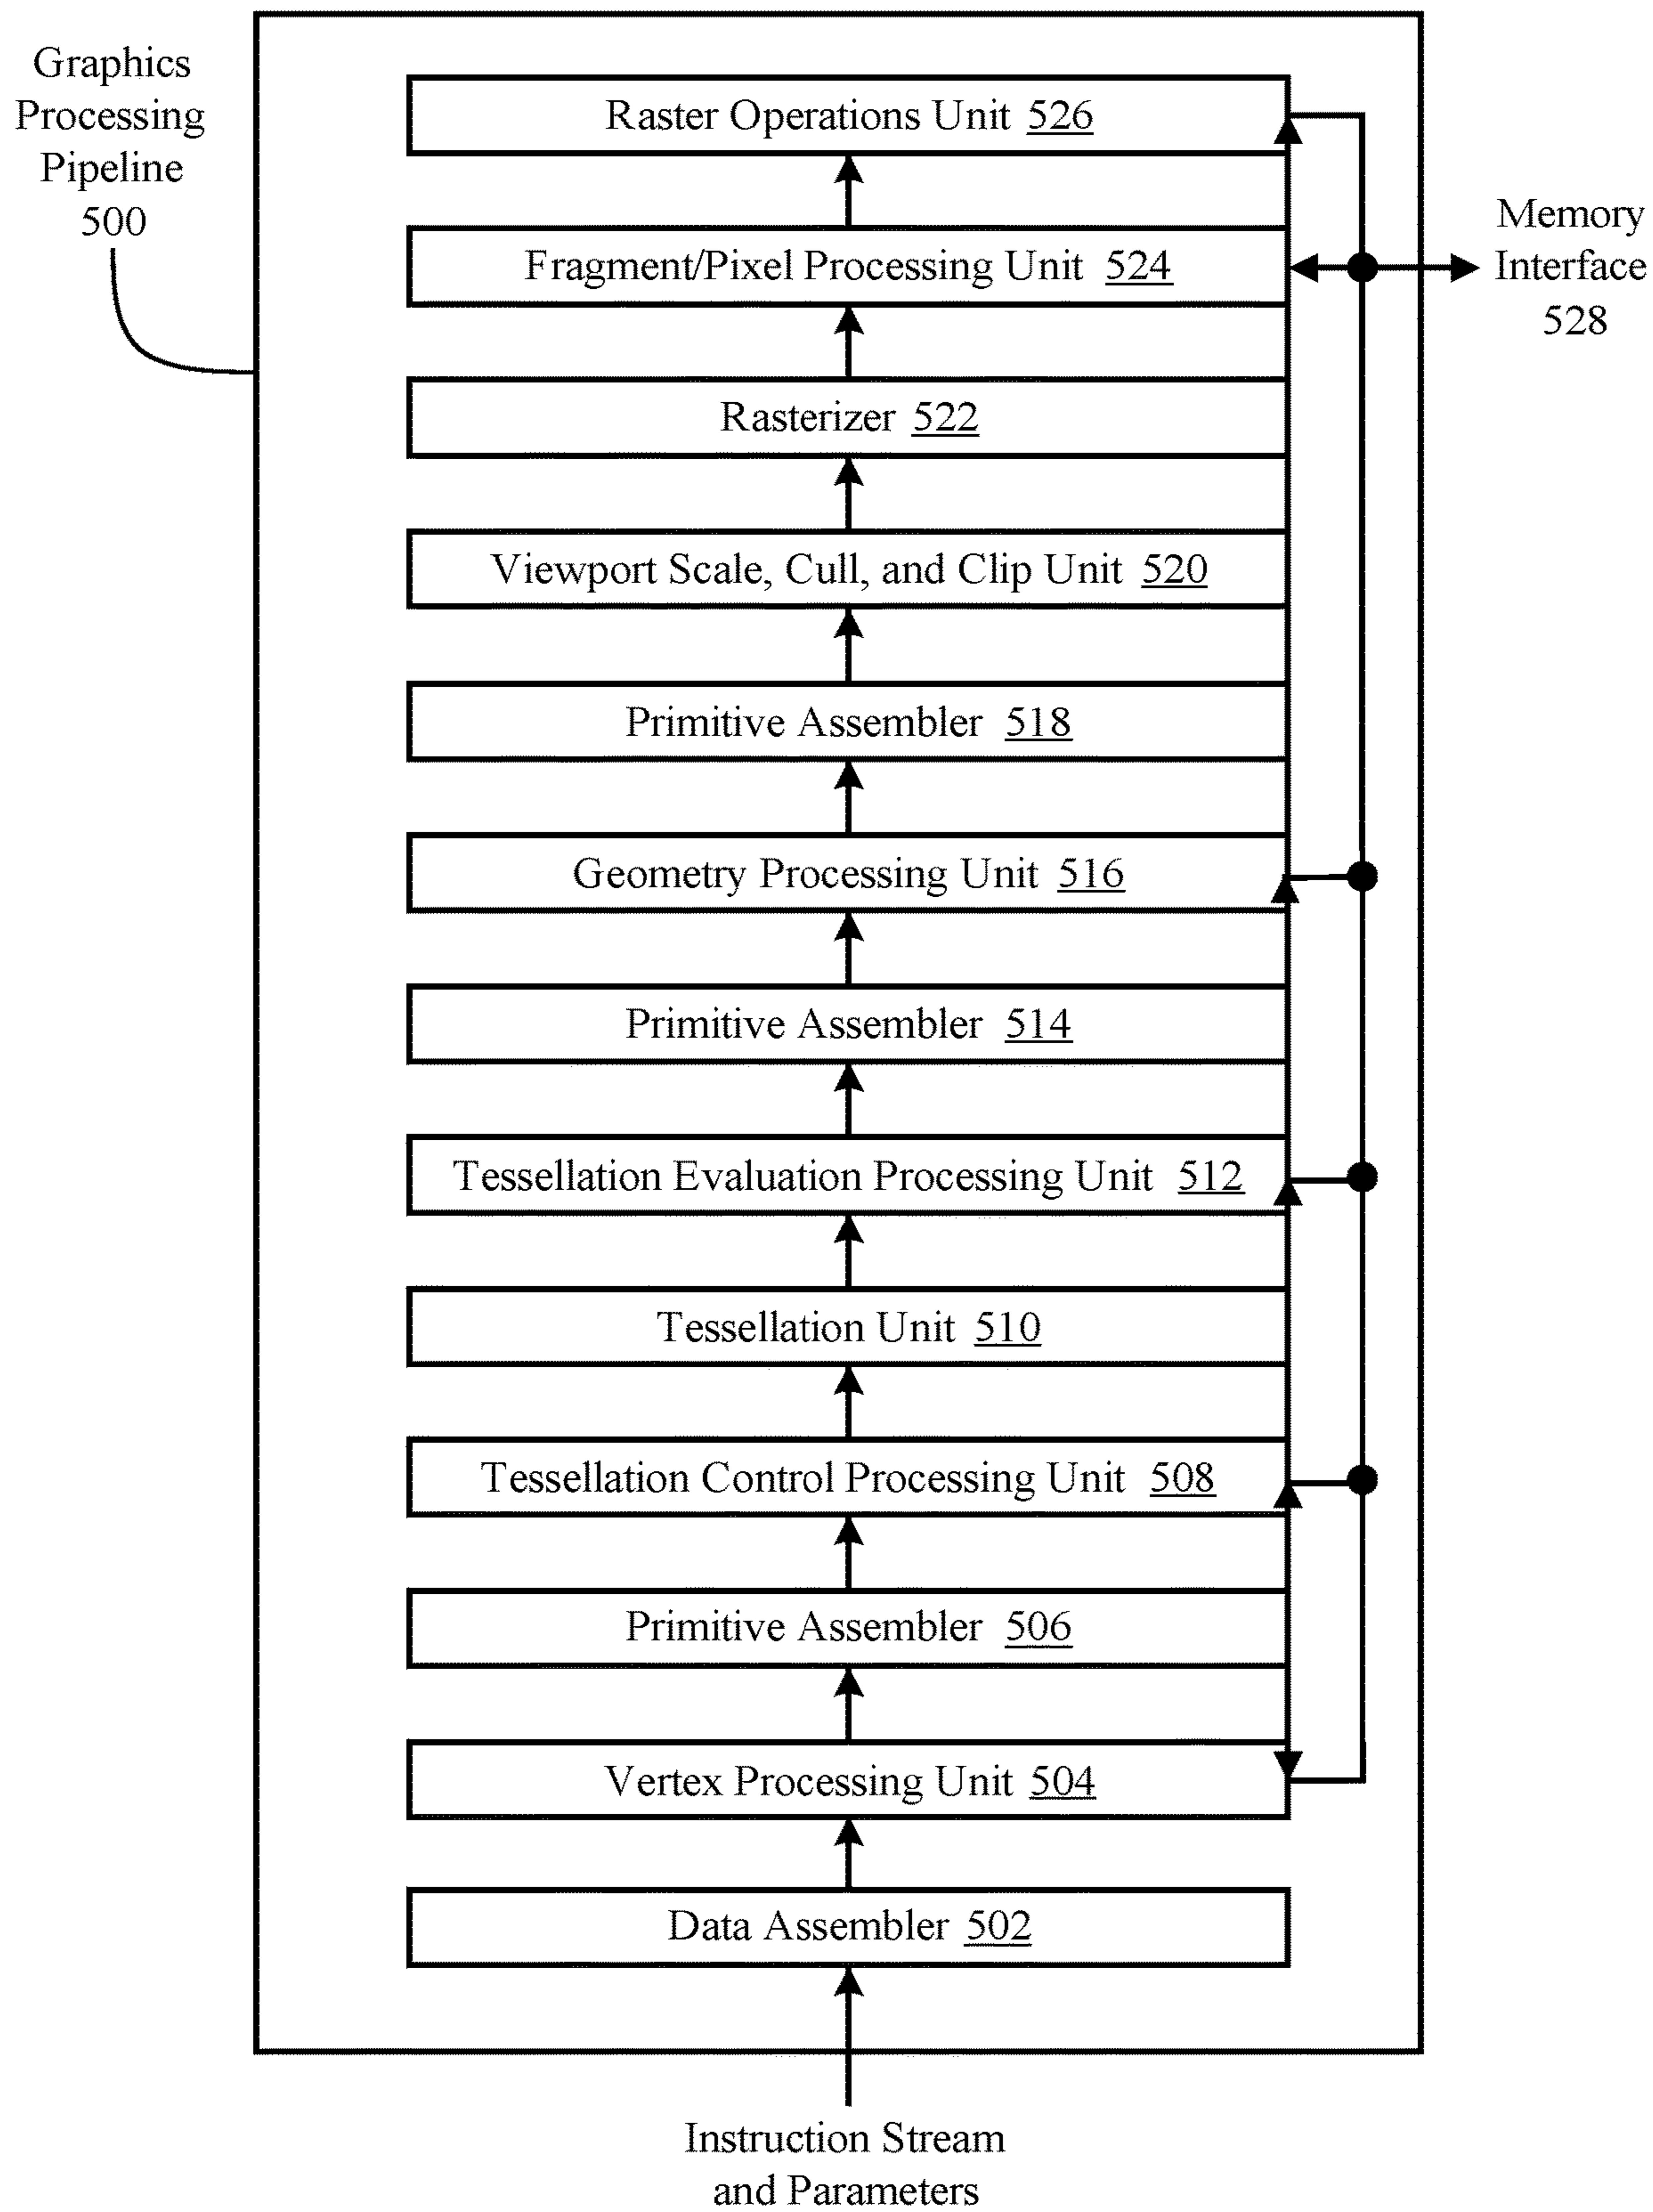 Graphics
Processing
Pipeline
500
Raster Operations Unit 526
Fragment/Pixel Processing Unit 524
Memory
Interface
528
Rasterizer 522
Viewport Scale, Cull, and Clip Unit 520
Primitive Assembler 518
Geometry Processing Unit 516
Primitive Assembler 514
Tessellation Evaluation Processing Unit 512
Tessellation Unit 510
Tessellation Control Processing Unit 508
Primitive Assembler 506
Vertex Processing Unit 504
Data Assembler 502
Instruction Stream
and Parameters